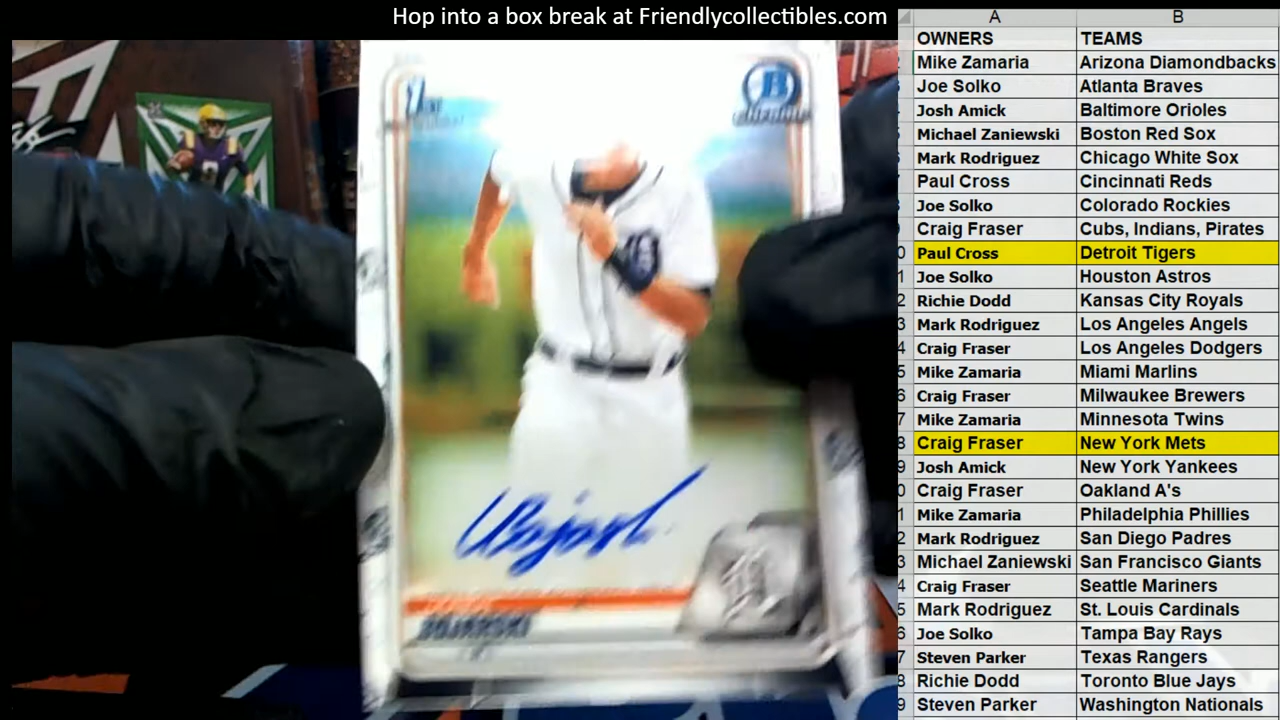 Hop into a box break at Friendlycollectibles.com
A B
OWNERS TEAMS
Mike Zamaria Arizona Diamondbacks
Joe Solko Atlanta Braves
Josh Amick Baltimore Orioles
Michael Zaniewski Boston Red Sox
Mark Rodriguez Chicago White Sox
Paul Cross Cincinnati Reds
Joe Solko Colorado Rockies
Craig Fraser Cubs, Indians, Pirates
Paul Cross Detroit Tigers
Joe Solko Houston Astros
Richie Dodd Kansas City Royals
Mark Rodriguez Los Angeles Angels
Craig Fraser Los Angeles Dodgers
Mike Zamaria Miami Marlins
Craig Fraser Milwaukee Brewers
Mike Zamaria Minnesota Twins
Craig Fraser New York Mets
Josh Amick New York Yankees
Craig Fraser Oakland A's
Mike Zamaria Philadelphia Phillies
Mark Rodriguez San Diego Padres
Michael Zaniewski San Francisco Giants
Craig Fraser Seattle Mariners
Mark Rodriguez St. Louis Cardinals
Joe Solko Tampa Bay Rays
Steven Parker Texas Rangers
Richie Dodd Toronto Blue Jays
Steven Parker Washington Nationals